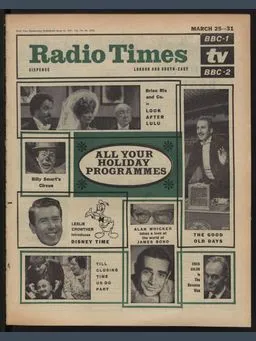 MARCH 25—31
Radio Times
BBC-1
tv
BBC-2
SIXPENCE
LONDON AND SOUTH-EAST
Brian Rix
and Co.
in
LOOK
AFTER
LULU
ALL YOUR
HOLIDAY
PROGRAMMES
Billy Smart's
Circus
THE GOOD
OLD DAYS
LESLIE
CROWTHER
introduces
DISNEY TIME
ALAN WHICKER
takes a look at
the world of
JAMES BOND
TILL
CLOSING
TIME
US DO
PART
in The